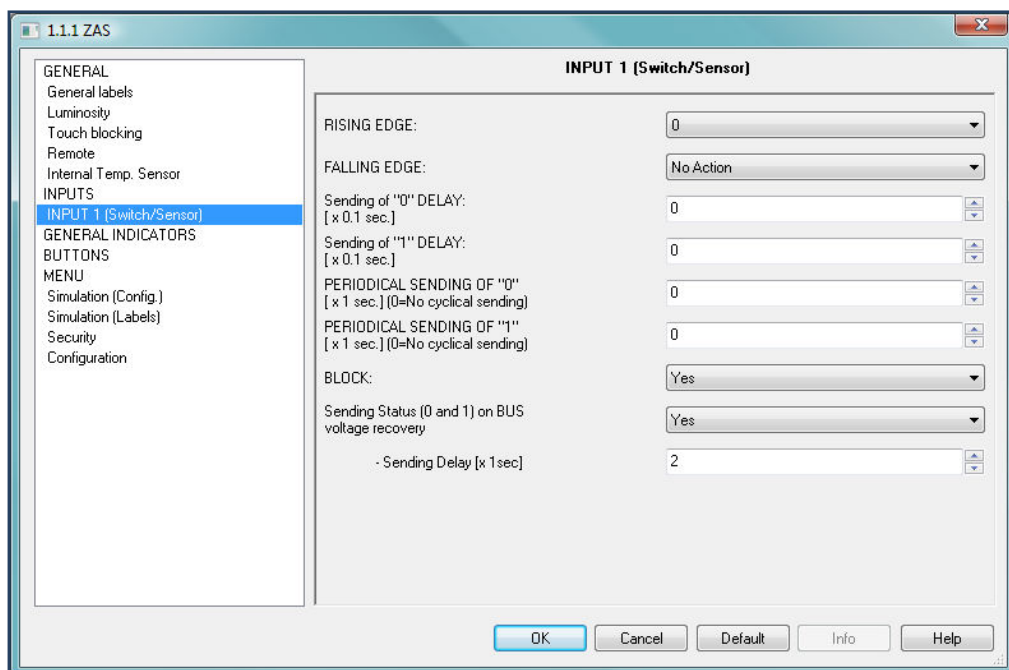 1.1.1 ZAS
GENERAL
General labels
Luminosity
Touch blocking
Remote
Internal Temp. Sensor
INPUTS
INPUT 1 (Switch/Sensor)
GENERAL INDICATORS
BUTTONS
MENU
Simulation (Config.)
Simulation (Labels)
Security
Configuration
INPUT 1 (Switch/Sensor)
RISING EDGE:
0
FALLING EDGE:
No Action
Sending of "0" DELAY:
[ x 0.1 sec.]
0
Sending of "1" DELAY:
[ x 0.1 sec.]
0
PERIODICAL SENDING OF "0"
[ x 1 sec.] (0=No cyclical sending)
0
PERIODICAL SENDING OF "1"
[ x 1 sec.] (0=No cyclical sending)
0
BLOCK:
Yes
Sending Status (0 and 1) on BUS
voltage recovery
Yes
- Sending Delay [x 1sec]
2
OK
Cancel
Default
Info
Help